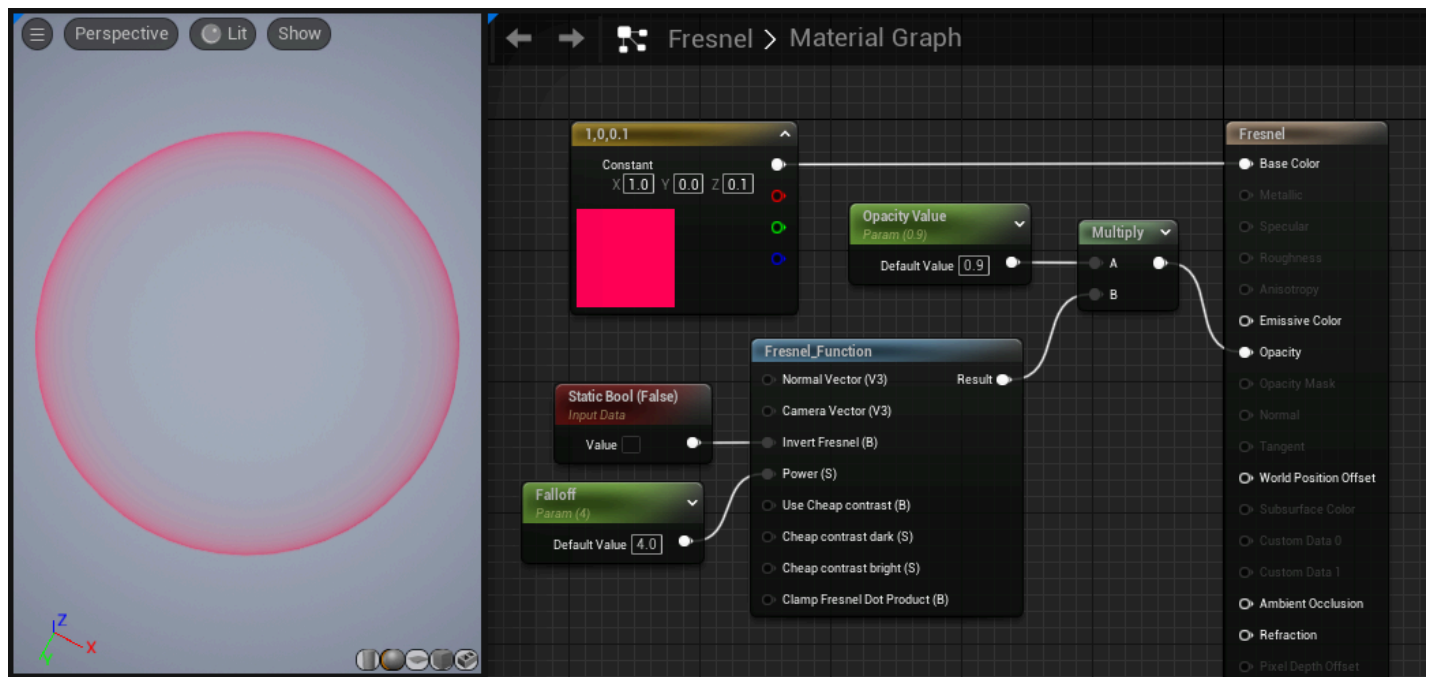 Perspective
Lit
Show
Z
X
Y
Fresnel > Material Graph
1,0,0.1
Constant
X 1.0 Y 0.0 Z 0.1
Opacity Value
Param (0.9)
Default Value 0.9
Multiply
A
B
Fresnel_Function
Normal Vector (V3)
Result
Camera Vector (V3)
Invert Fresnel (B)
Power (S)
Use Cheap contrast (B)
Cheap contrast dark (S)
Cheap contrast bright (S)
Clamp Fresnel Dot Product (B)
Static Bool (False)
Input Data
Value
Falloff
Param (4)
Default Value 4.0
Fresnel
Base Color
Metallic
Specular
Roughness
Anisotropy
Emissive Color
Opacity
Opacity Mask
Normal
Tangent
World Position Offset
Subsurface Color
Custom Data 0
Custom Data 1
Ambient Occlusion
Refraction
Pixel Depth Offset